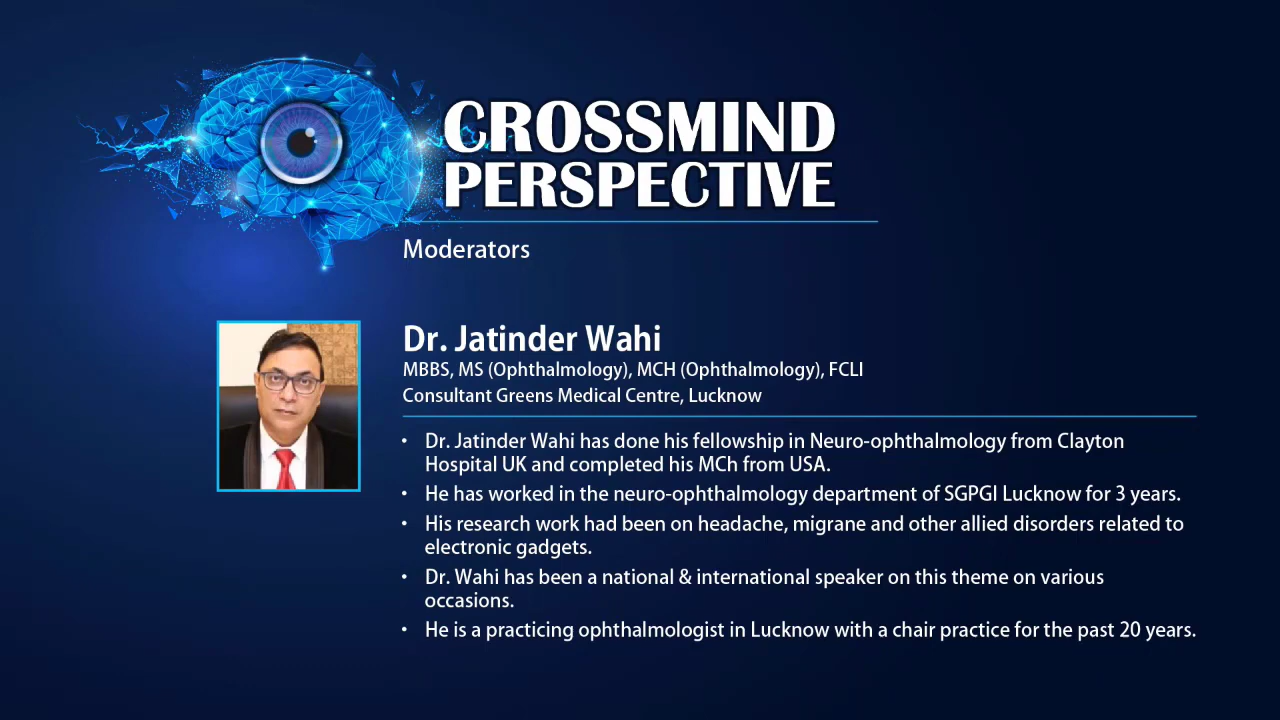 CROSSMIND
PERSPECTIVE
Moderators
Dr. Jatinder Wahi
MBBS, MS (Ophthalmology), MCH (Ophthalmology), FCLI
Consultant Greens Medical Centre, Lucknow
• Dr. Jatinder Wahi has done his fellowship in Neuro-ophthalmology from Clayton
Hospital UK and completed his MCh from USA.
• He has worked in the neuro-ophthalmology department of SGPGI Lucknow for 3 years.
• His research work had been on headache, migrane and other allied disorders related to
electronic gadgets.
• Dr. Wahi has been a national & international speaker on this theme on various
occasions.
• He is a practicing ophthalmologist in Lucknow with a chair practice for the past 20 years.